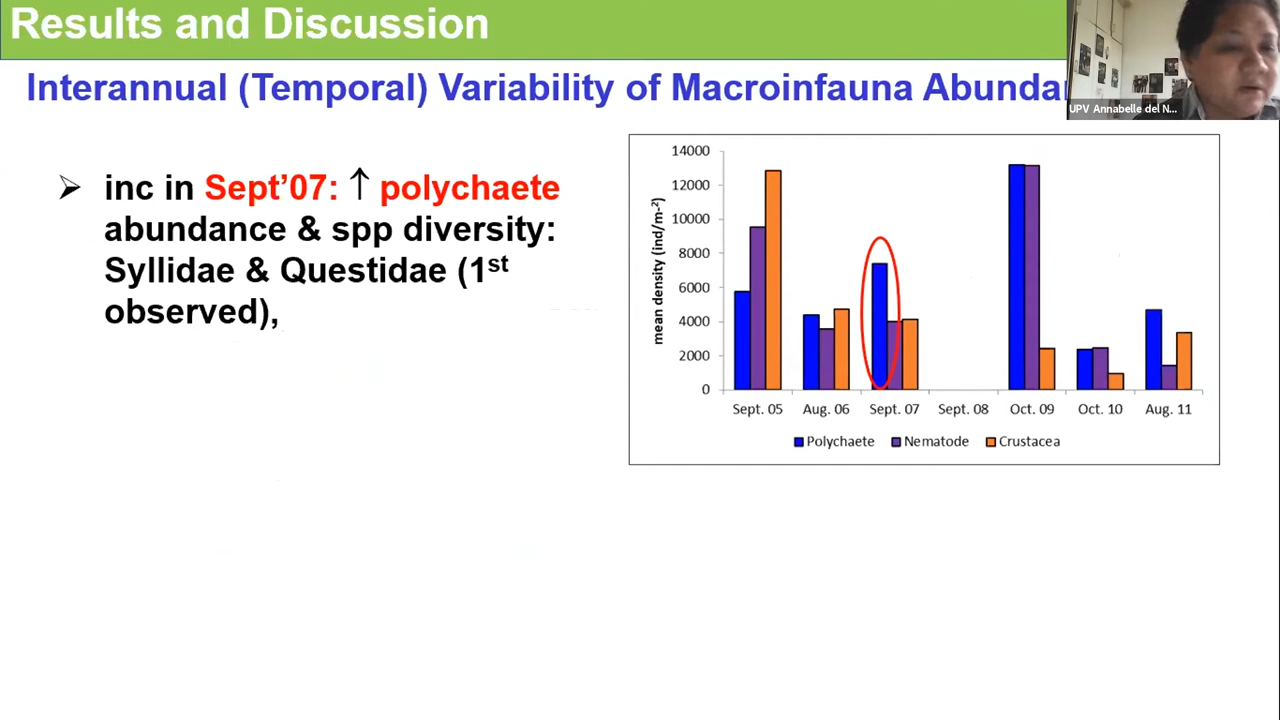 Results and Discussion
Interannual (Temporal) Variability of Macroinfauna Abunda
UPV Annabelle del N...
➢ inc in Sept'07: ↑ polychaete
abundance & spp diversity:
Syllidae & Questidae (1st
observed),
mean density (ind/m-2)
14000
12000
10000
8000
6000
4000
2000
0
Sept. 05 Aug. 06 Sept. 07 Sept. 08 Oct. 09 Oct. 10 Aug. 11
Polychaete Nematode Crustacea